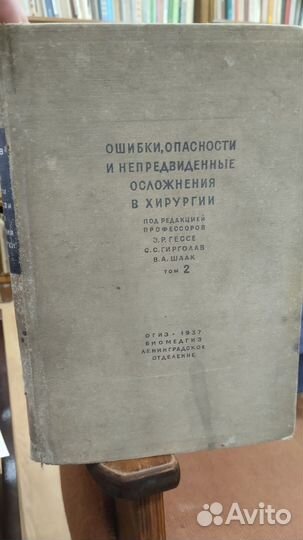 ОШИБКИ, ОПАСНОСТИ
И НЕПРЕДВИДЕННЫЕ
ОСЛОЖНЕНИЯ
В ХИРУРГИИ
ПОД РЕДАКЦИЕЙ
ПРОФЕССОРОВ
Э.Р. ГЕССЕ
С.С. ГИРГОЛАВ
В.А. ШААК
ТОМ 2
ОГИЗ · 1937
БИОМЕДГИЗ
ЛЕНИНГРАДСКОЕ
ОТДЕЛЕНИЕ
Avito